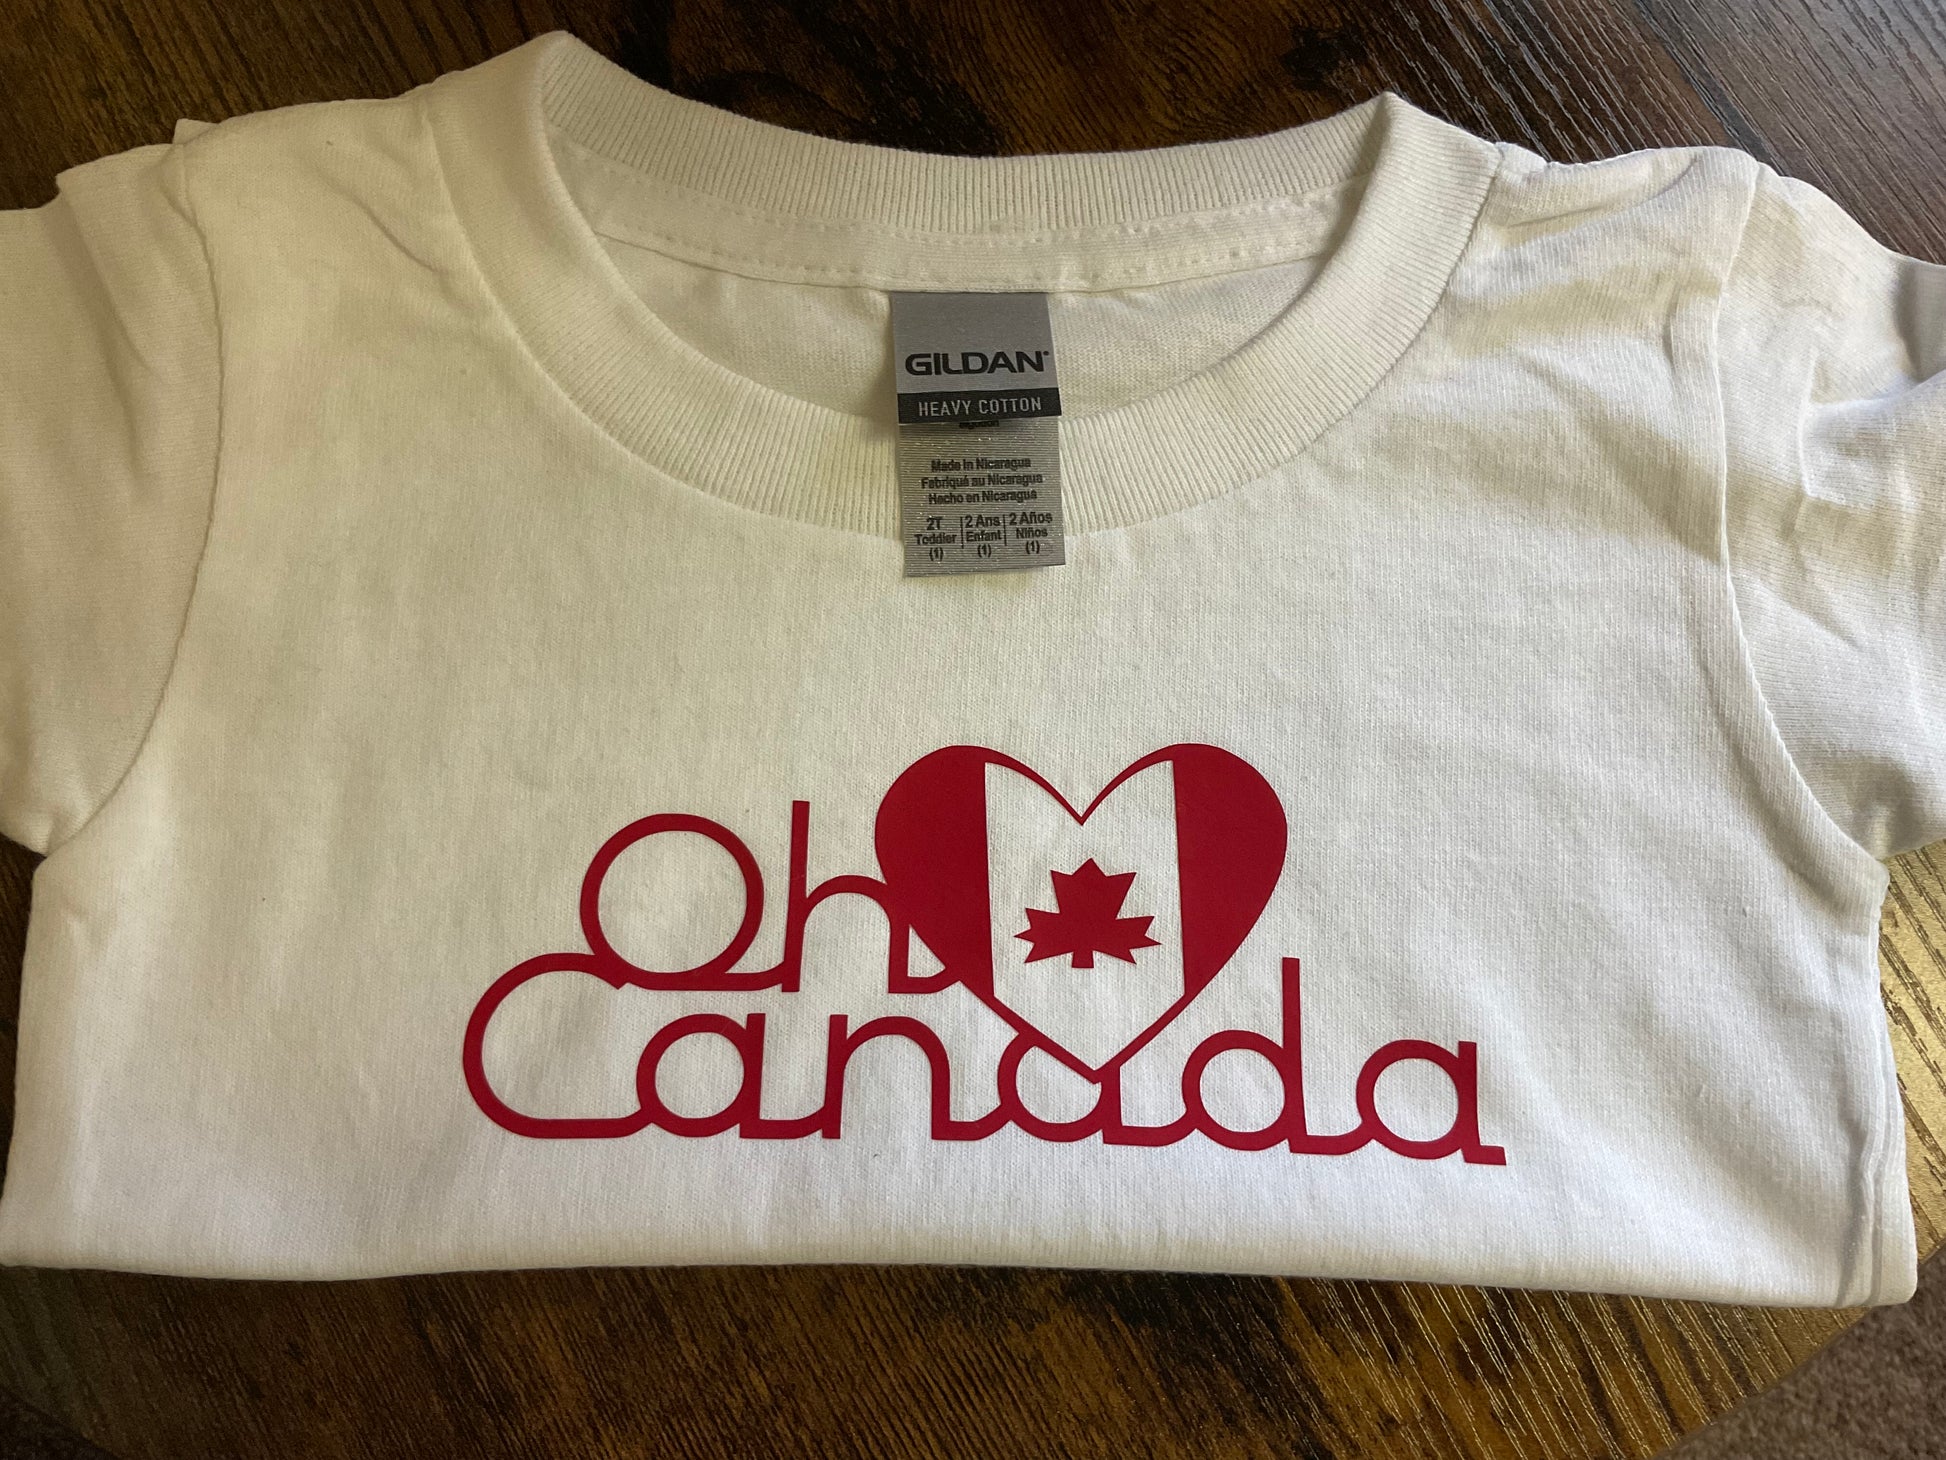 GILDAN®
HEAVY COTTON
algodon
Made in Nicaragua
Fabriqué au Nicaragua
Hecho en Nicaragua
2T | 2 Ans | 2 Años
Toddler | Enfant | Niños
(1) (1) (1)
Oh
Canada